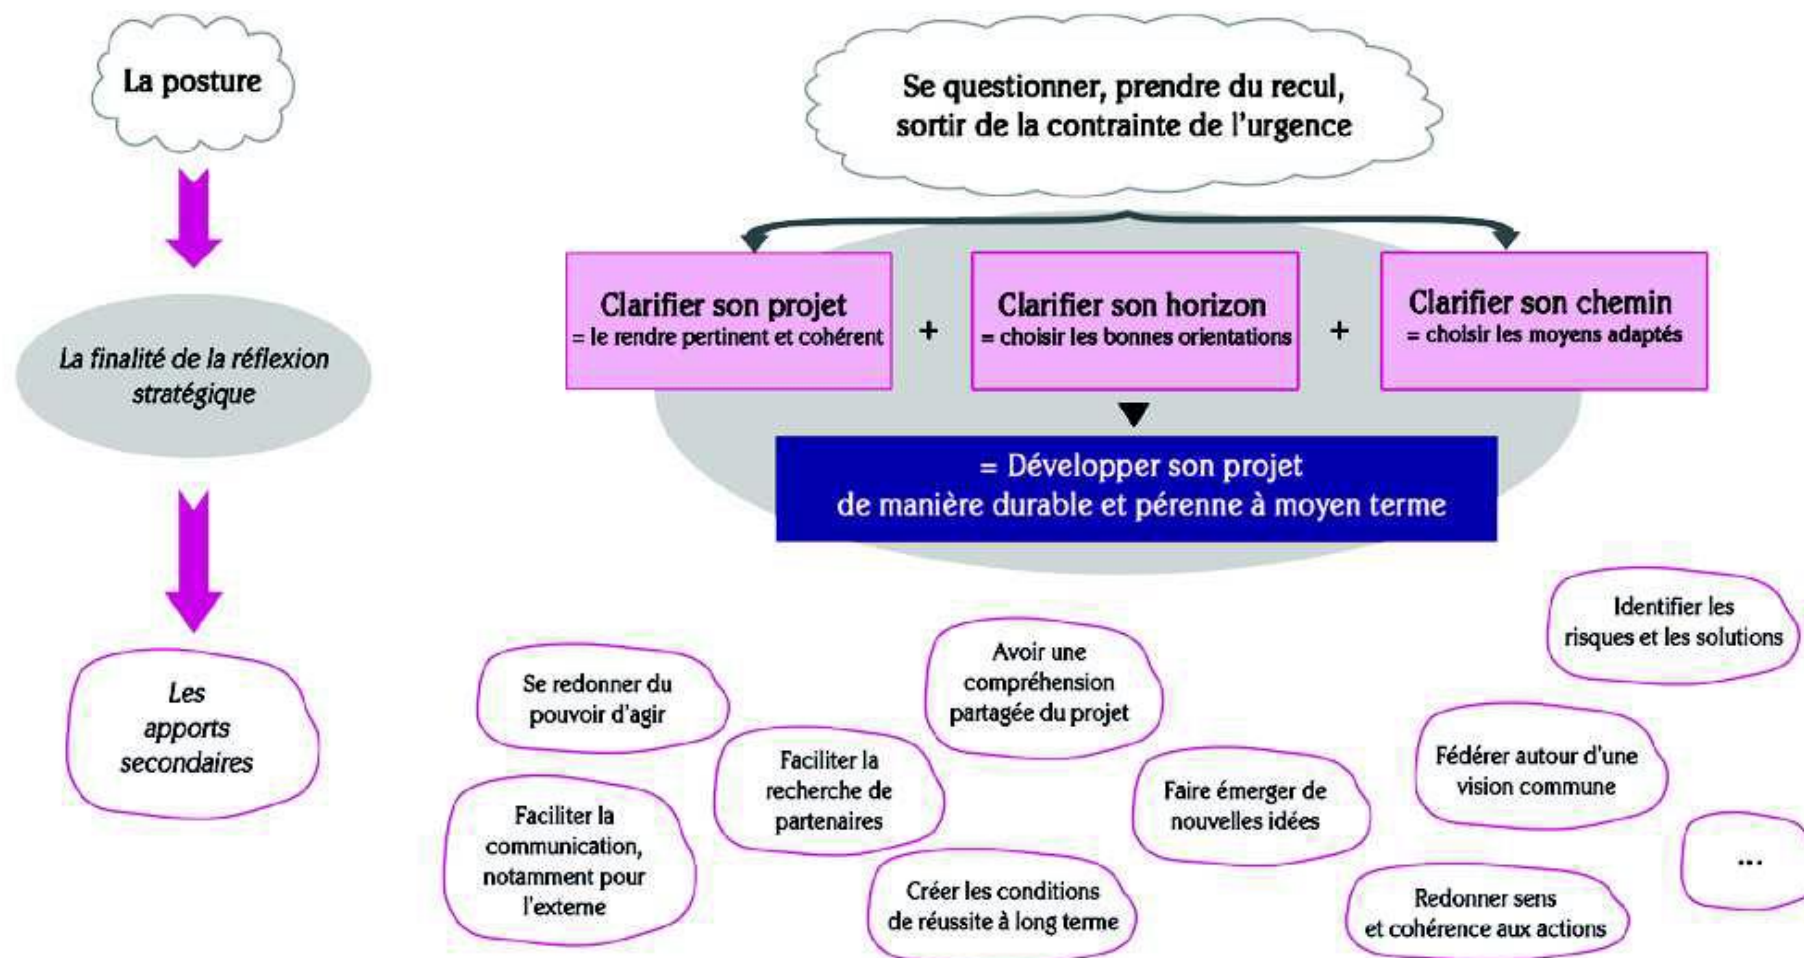 La posture
Se questionner, prendre du recul,
sortir de la contrainte de l'urgence
La finalité de la réflexion
stratégique
Clarifier son projet
= le rendre pertinent et cohérent
+
Clarifier son horizon
= choisir les bonnes orientations
+
Clarifier son chemin
= choisir les moyens adaptés
= Développer son projet
de manière durable et pérenne à moyen terme
Les
apports
secondaires
Se redonner du
pouvoir d'agir
Avoir une
compréhension
partagée du projet
Identifier les
risques et les solutions
Faciliter la
recherche de
partenaires
Faire émerger de
nouvelles idées
Fédérer autour d'une
vision commune
Faciliter la
communication,
notamment pour
l'externe
Créer les conditions
de réussite à long terme
Redonner sens
et cohérence aux actions
...